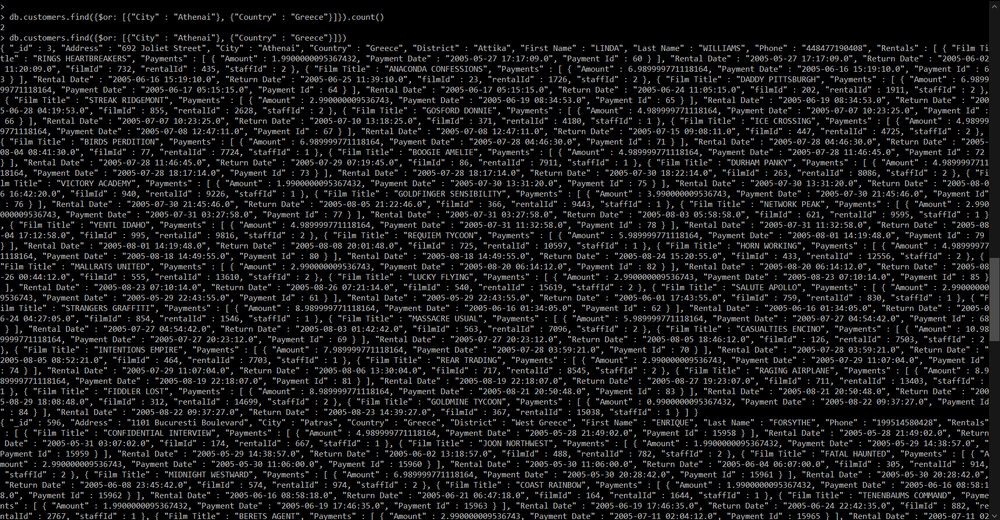 >
> db.customers.find({$or: [{"City" : "Athenai"}, {"Country" : "Greece"}]}).count()
2
> db.customers.find({$or: [{"City" : "Athenai"}, {"Country" : "Greece"}]})
{ "_id" : 3, "Address" : "692 Joliet Street", "City" : "Athenai", "Country" : "Greece", "District" : "Attika", "First Name" : "LINDA", "Last Name" : "WILLIAMS", "Phone" : "448477190408", "Rentals" : [ { "Film Ti
tle" : "RINGS HEARTBREAKERS", "Payments" : [ { "Amount" : 1.9900000095367432, "Payment Date" : "2005-05-27 17:17:09.0", "Payment Id" : 60 } ], "Rental Date" : "2005-05-27 17:17:09.0", "Return Date" : "2005-06-02
 11:20:09.0", "filmId" : 732, "rentalId" : 435, "staffId" : 2 }, { "Film Title" : "ANACONDA CONFESSIONS", "Payments" : [ { "Amount" : 6.989999771118164, "Payment Date" : "2005-06-16 15:19:10.0", "Payment Id" : 6
3 } ], "Rental Date" : "2005-06-16 15:19:10.0", "Return Date" : "2005-06-25 11:39:10.0", "filmId" : 23, "rentalId" : 1726, "staffId" : 2 }, { "Film Title" : "DADDY PITTSBURGH", "Payments" : [ { "Amount" : 6.9899
99771118164, "Payment Date" : "2005-06-17 05:15:15.0", "Payment Id" : 64 } ], "Rental Date" : "2005-06-17 05:15:15.0", "Return Date" : "2005-06-24 11:05:15.0", "filmId" : 202, "rentalId" : 1911, "staffId" : 2 },
 { "Film Title" : "STREAK RIDGEMONT", "Payments" : [ { "Amount" : 2.990000009536743, "Payment Date" : "2005-06-19 08:34:53.0", "Payment Id" : 65 } ], "Rental Date" : "2005-06-19 08:34:53.0", "Return Date" : "200
5-06-28 04:19:53.0", "filmId" : 855, "rentalId" : 2628, "staffId" : 2 }, { "Film Title" : "GOSFORD DONNIE", "Payments" : [ { "Amount" : 4.989999771118164, "Payment Date" : "2005-07-07 10:23:25.0", "Payment Id" :
 66 } ], "Rental Date" : "2005-07-07 10:23:25.0", "Return Date" : "2005-07-10 13:18:25.0", "filmId" : 371, "rentalId" : 4180, "staffId" : 1 }, { "Film Title" : "ICE CROSSING", "Payments" : [ { "Amount" : 4.98999
9771118164, "Payment Date" : "2005-07-08 12:47:11.0", "Payment Id" : 67 } ], "Rental Date" : "2005-07-08 12:47:11.0", "Return Date" : "2005-07-15 09:08:11.0", "filmId" : 447, "rentalId" : 4725, "staffId" : 2 },
{ "Film Title" : "BIRDS PERDITION", "Payments" : [ { "Amount" : 6.989999771118164, "Payment Date" : "2005-07-28 04:46:30.0", "Payment Id" : 71 } ], "Rental Date" : "2005-07-28 04:46:30.0", "Return Date" : "2005-
08-04 08:41:30.0", "filmId" : 77, "rentalId" : 7724, "staffId" : 1 }, { "Film Title" : "BOOGIE AMELIE", "Payments" : [ { "Amount" : 4.989999771118164, "Payment Date" : "2005-07-28 11:46:45.0", "Payment Id" : 72
} ], "Rental Date" : "2005-07-28 11:46:45.0", "Return Date" : "2005-07-29 07:19:45.0", "filmId" : 86, "rentalId" : 7911, "staffId" : 1 }, { "Film Title" : "DURHAM PANKY", "Payments" : [ { "Amount" : 4.9899997711
18164, "Payment Date" : "2005-07-28 18:17:14.0", "Payment Id" : 73 } ], "Rental Date" : "2005-07-28 18:17:14.0", "Return Date" : "2005-07-30 18:22:14.0", "filmId" : 263, "rentalId" : 8086, "staffId" : 2 }, { "Fi
lm Title" : "VICTORY ACADEMY", "Payments" : [ { "Amount" : 1.9900000095367432, "Payment Date" : "2005-07-30 13:31:20.0", "Payment Id" : 75 } ], "Rental Date" : "2005-07-30 13:31:20.0", "Return Date" : "2005-08-0
6 16:42:20.0", "filmId" : 940, "rentalId" : 9226, "staffId" : 1 }, { "Film Title" : "GOLDFINGER SENSIBILITY", "Payments" : [ { "Amount" : 3.990000009536743, "Payment Date" : "2005-07-30 21:45:46.0", "Payment Id"
 : 76 } ], "Rental Date" : "2005-07-30 21:45:46.0", "Return Date" : "2005-08-05 21:22:46.0", "filmId" : 366, "rentalId" : 9443, "staffId" : 1 }, { "Film Title" : "NETWORK PEAK", "Payments" : [ { "Amount" : 2.990
000009536743, "Payment Date" : "2005-07-31 03:27:58.0", "Payment Id" : 77 } ], "Rental Date" : "2005-07-31 03:27:58.0", "Return Date" : "2005-08-03 05:58:58.0", "filmId" : 621, "rentalId" : 9595, "staffId" : 1 }
, { "Film Title" : "YENTL IDAHO", "Payments" : [ { "Amount" : 4.989999771118164, "Payment Date" : "2005-07-31 11:32:58.0", "Payment Id" : 78 } ], "Rental Date" : "2005-07-31 11:32:58.0", "Return Date" : "2005-08
-04 17:12:58.0", "filmId" : 995, "rentalId" : 9816, "staffId" : 2 }, { "Film Title" : "REQUIEM TYCOON", "Payments" : [ { "Amount" : 5.989999771118164, "Payment Date" : "2005-08-01 14:19:48.0", "Payment Id" : 79
} ], "Rental Date" : "2005-08-01 14:19:48.0", "Return Date" : "2005-08-08 20:01:48.0", "filmId" : 725, "rentalId" : 10597, "staffId" : 1 }, { "Film Title" : "HORN WORKING", "Payments" : [ { "Amount" : 4.98999977
1118164, "Payment Date" : "2005-08-18 14:49:55.0", "Payment Id" : 80 } ], "Rental Date" : "2005-08-18 14:49:55.0", "Return Date" : "2005-08-24 15:20:55.0", "filmId" : 433, "rentalId" : 12556, "staffId" : 2 }, {
"Film Title" : "MALLRATS UNITED", "Payments" : [ { "Amount" : 2.990000009536743, "Payment Date" : "2005-08-20 06:14:12.0", "Payment Id" : 82 } ], "Rental Date" : "2005-08-20 06:14:12.0", "Return Date" : "2005-08
-26 00:44:12.0", "filmId" : 555, "rentalId" : 13610, "staffId" : 2 }, { "Film Title" : "LUCKY FLYING", "Payments" : [ { "Amount" : 2.990000009536743, "Payment Date" : "2005-08-23 07:10:14.0", "Payment Id" : 85 }
 ], "Rental Date" : "2005-08-23 07:10:14.0", "Return Date" : "2005-08-26 07:21:14.0", "filmId" : 540, "rentalId" : 15619, "staffId" : 2 }, { "Film Title" : "SALUTE APOLLO", "Payments" : [ { "Amount" : 2.99000000
9536743, "Payment Date" : "2005-05-29 22:43:55.0", "Payment Id" : 61 } ], "Rental Date" : "2005-05-29 22:43:55.0", "Return Date" : "2005-06-01 17:43:55.0", "filmId" : 759, "rentalId" : 830, "staffId" : 1 }, { "F
ilm Title" : "STRANGERS GRAFFITI", "Payments" : [ { "Amount" : 8.989999771118164, "Payment Date" : "2005-06-16 01:34:05.0", "Payment Id" : 62 } ], "Rental Date" : "2005-06-16 01:34:05.0", "Return Date" : "2005-0
6-24 04:27:05.0", "filmId" : 854, "rentalId" : 1546, "staffId" : 1 }, { "Film Title" : "MASSACRE USUAL", "Payments" : [ { "Amount" : 5.989999771118164, "Payment Date" : "2005-07-27 04:54:42.0", "Payment Id" : 68
 } ], "Rental Date" : "2005-07-27 04:54:42.0", "Return Date" : "2005-08-03 01:42:42.0", "filmId" : 563, "rentalId" : 7096, "staffId" : 2 }, { "Film Title" : "CASUALTIES ENCINO", "Payments" : [ { "Amount" : 10.98
9999771118164, "Payment Date" : "2005-07-27 20:23:12.0", "Payment Id" : 69 } ], "Rental Date" : "2005-07-27 20:23:12.0", "Return Date" : "2005-08-05 18:46:12.0", "filmId" : 126, "rentalId" : 7503, "staffId" : 2
}, { "Film Title" : "INTENTIONS EMPIRE", "Payments" : [ { "Amount" : 7.989999771118164, "Payment Date" : "2005-07-28 03:59:21.0", "Payment Id" : 70 } ], "Rental Date" : "2005-07-28 03:59:21.0", "Return Date" : "
2005-08-05 08:52:21.0", "filmId" : 464, "rentalId" : 7703, "staffId" : 1 }, { "Film Title" : "REAR TRADING", "Payments" : [ { "Amount" : 2.990000009536743, "Payment Date" : "2005-07-29 11:07:04.0", "Payment Id"
: 74 } ], "Rental Date" : "2005-07-29 11:07:04.0", "Return Date" : "2005-08-06 13:30:04.0", "filmId" : 717, "rentalId" : 8545, "staffId" : 2 }, { "Film Title" : "RAGING AIRPLANE", "Payments" : [ { "Amount" : 8.9
89999771118164, "Payment Date" : "2005-08-19 22:18:07.0", "Payment Id" : 81 } ], "Rental Date" : "2005-08-19 22:18:07.0", "Return Date" : "2005-08-27 19:23:07.0", "filmId" : 711, "rentalId" : 13403, "staffId" :
1 }, { "Film Title" : "FIDDLER LOST", "Payments" : [ { "Amount" : 8.989999771118164, "Payment Date" : "2005-08-21 20:50:48.0", "Payment Id" : 83 } ], "Rental Date" : "2005-08-21 20:50:48.0", "Return Date" : "200
5-08-29 18:08:48.0", "filmId" : 312, "rentalId" : 14699, "staffId" : 2 }, { "Film Title" : "GOLDMINE TYCOON", "Payments" : [ { "Amount" : 0.9900000095367432, "Payment Date" : "2005-08-22 09:37:27.0", "Payment Id
" : 84 } ], "Rental Date" : "2005-08-22 09:37:27.0", "Return Date" : "2005-08-23 14:39:27.0", "filmId" : 367, "rentalId" : 15038, "staffId" : 1 } ] }
{ "_id" : 596, "Address" : "1101 Bucuresti Boulevard", "City" : "Patras", "Country" : "Greece", "District" : "West Greece", "First Name" : "ENRIQUE", "Last Name" : "FORSYTHE", "Phone" : "199514580428", "Rentals"
 : [ { "Film Title" : "CONFIDENTIAL INTERVIEW", "Payments" : [ { "Amount" : 4.989999771118164, "Payment Date" : "2005-05-28 21:49:02.0", "Payment Id" : 15958 } ], "Rental Date" : "2005-05-28 21:49:02.0", "Return
 Date" : "2005-05-31 03:07:02.0", "filmId" : 174, "rentalId" : 667, "staffId" : 1 }, { "Film Title" : "JOON NORTHWEST", "Payments" : [ { "Amount" : 1.9900000095367432, "Payment Date" : "2005-05-29 14:38:57.0", "
Payment Id" : 15959 } ], "Rental Date" : "2005-05-29 14:38:57.0", "Return Date" : "2005-06-02 13:18:57.0", "filmId" : 488, "rentalId" : 782, "staffId" : 2 }, { "Film Title" : "FATAL HAUNTED", "Payments" : [ { "A
mount" : 2.990000009536743, "Payment Date" : "2005-05-30 11:06:00.0", "Payment Id" : 15960 } ], "Rental Date" : "2005-05-30 11:06:00.0", "Return Date" : "2005-06-04 06:07:00.0", "filmId" : 305, "rentalId" : 914,
 "staffId" : 2 }, { "Film Title" : "MIDNIGHT WESTWARD", "Payments" : [ { "Amount" : 6.989999771118164, "Payment Date" : "2005-05-30 20:28:42.0", "Payment Id" : 15961 } ], "Rental Date" : "2005-05-30 20:28:42.0",
 "Return Date" : "2005-06-08 23:45:42.0", "filmId" : 574, "rentalId" : 974, "staffId" : 2 }, { "Film Title" : "COAST RAINBOW", "Payments" : [ { "Amount" : 1.9900000095367432, "Payment Date" : "2005-06-16 08:58:1
8.0", "Payment Id" : 15962 } ], "Rental Date" : "2005-06-16 08:58:18.0", "Return Date" : "2005-06-21 06:47:18.0", "filmId" : 164, "rentalId" : 1644, "staffId" : 1 }, { "Film Title" : "TENENBAUMS COMMAND", "Payme
nts" : [ { "Amount" : 1.9900000095367432, "Payment Date" : "2005-06-19 17:46:35.0", "Payment Id" : 15963 } ], "Rental Date" : "2005-06-19 17:46:35.0", "Return Date" : "2005-06-24 22:42:35.0", "filmId" : 882, "re
ntalId" : 2767, "staffId" : 1 }, { "Film Title" : "BERETS AGENT", "Payments" : [ { "Amount" : 2.990000009536743, "Payment Date" : "2005-07-11 02:04:12.0", "Payment Id" : 15965 } ], "Rental Date" : "2005-07-11 02